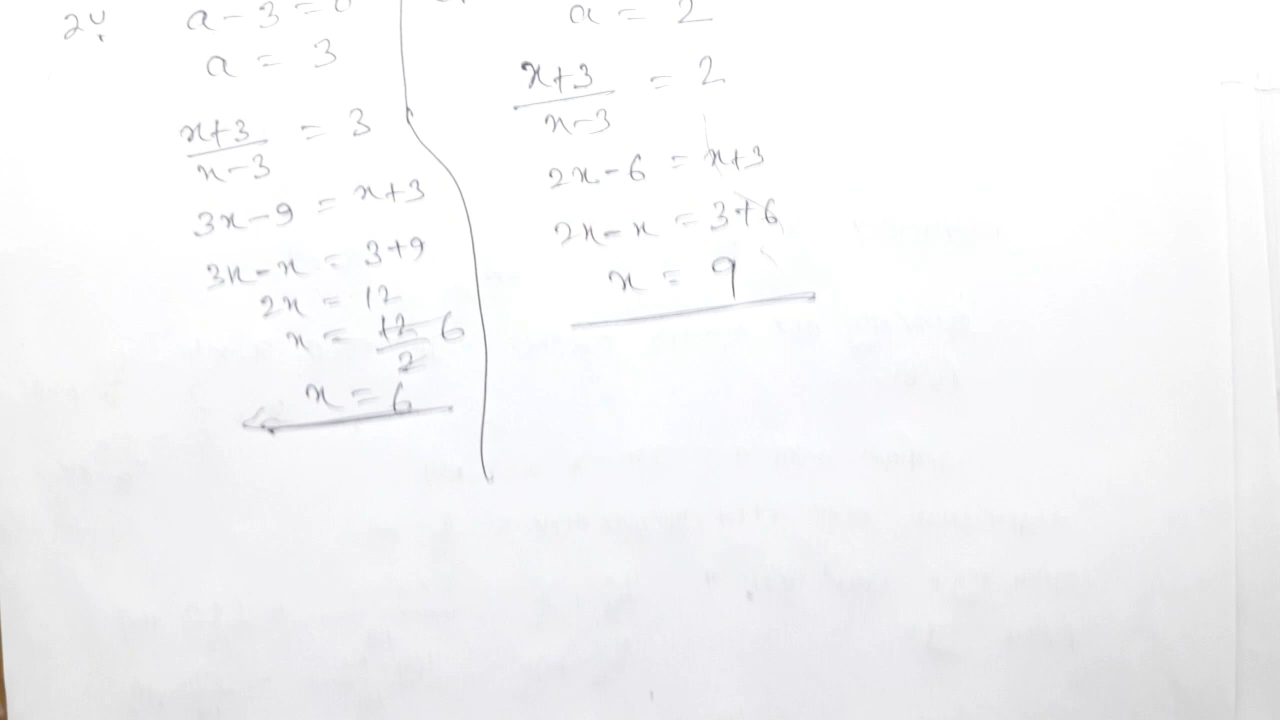 24. a - 3 = 0
a = 3
x+3 / x-3 = 3
3x-9 = x+3
3x-x = 3+9
2x = 12
x = 12/2 6
x = 6
a = 2
x+3 / x-3 = 2
2x-6 = x+3
2x-x = 3+6
x = 9